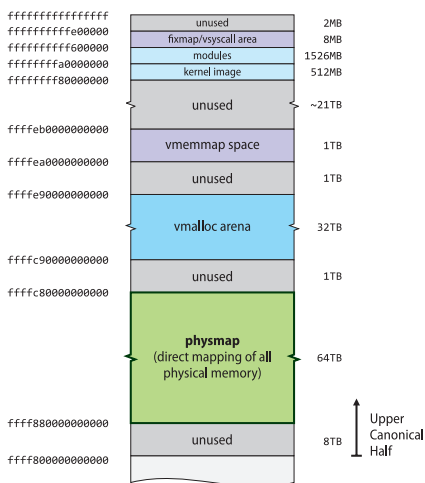 ffffffffffffffff
unused 2MB
ffffffffffe00000
fixmap/vsyscall area 8MB
ffffffffff600000
modules 1526MB
ffffffffa0000000
kernel image 512MB
ffffffff80000000
unused ~21TB
ffffeb0000000000
vmemmap space 1TB
ffffea0000000000
unused 1TB
ffffe90000000000
vmalloc arena 32TB
ffffc90000000000
unused 1TB
ffffc80000000000
physmap
(direct mapping of all 64TB
physical memory)
ffff880000000000
unused 8TB
Upper
Canonical
Half
ffff800000000000